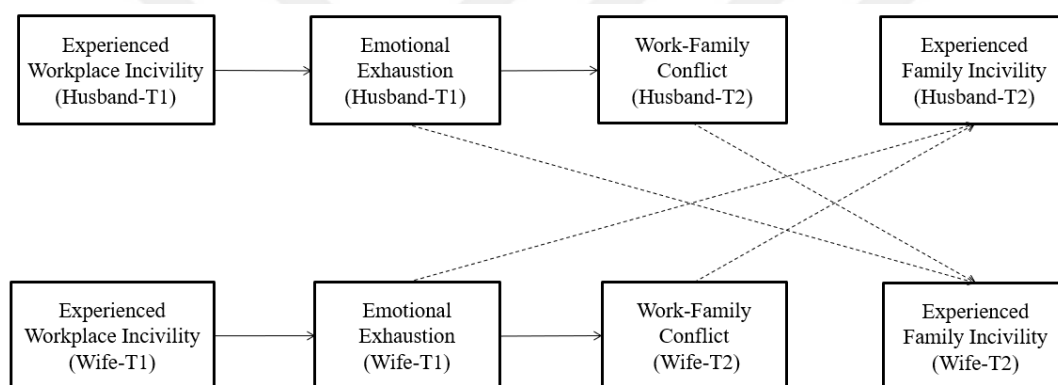 Experienced
Workplace Incivility
(Husband-T1)
Emotional
Exhaustion
(Husband-T1)
Work-Family
Conflict
(Husband-T2)
Experienced
Family Incivility
(Husband-T2)
Experienced
Workplace Incivility
(Wife-T1)
Emotional
Exhaustion
(Wife-T1)
Work-Family
Conflict
(Wife-T2)
Experienced
Family Incivility
(Wife-T2)